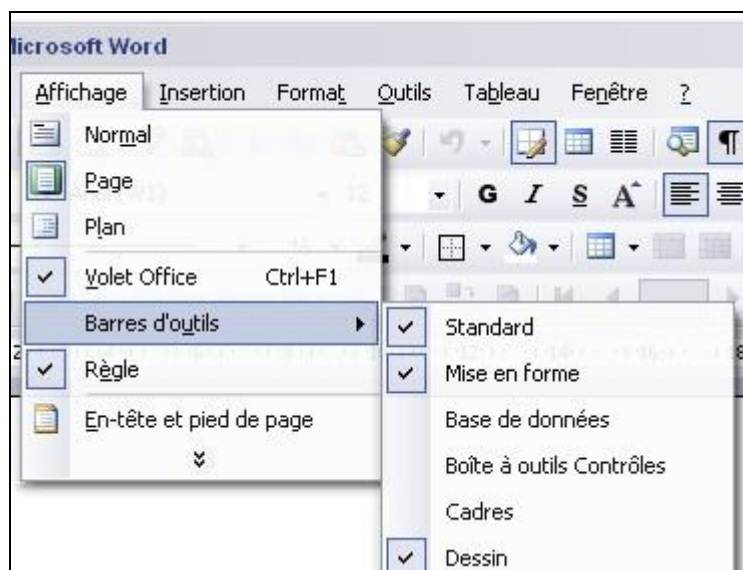 Microsoft Word
Affichage Insertion Format Outils Tableau Fenêtre ?
Normal
Page
Plan
Volet Office Ctrl+F1
Barres d'outils
Règle
En-tête et pied de page
Standard
Mise en forme
Base de données
Boîte à outils Contrôles
Cadres
Dessin
G I S A